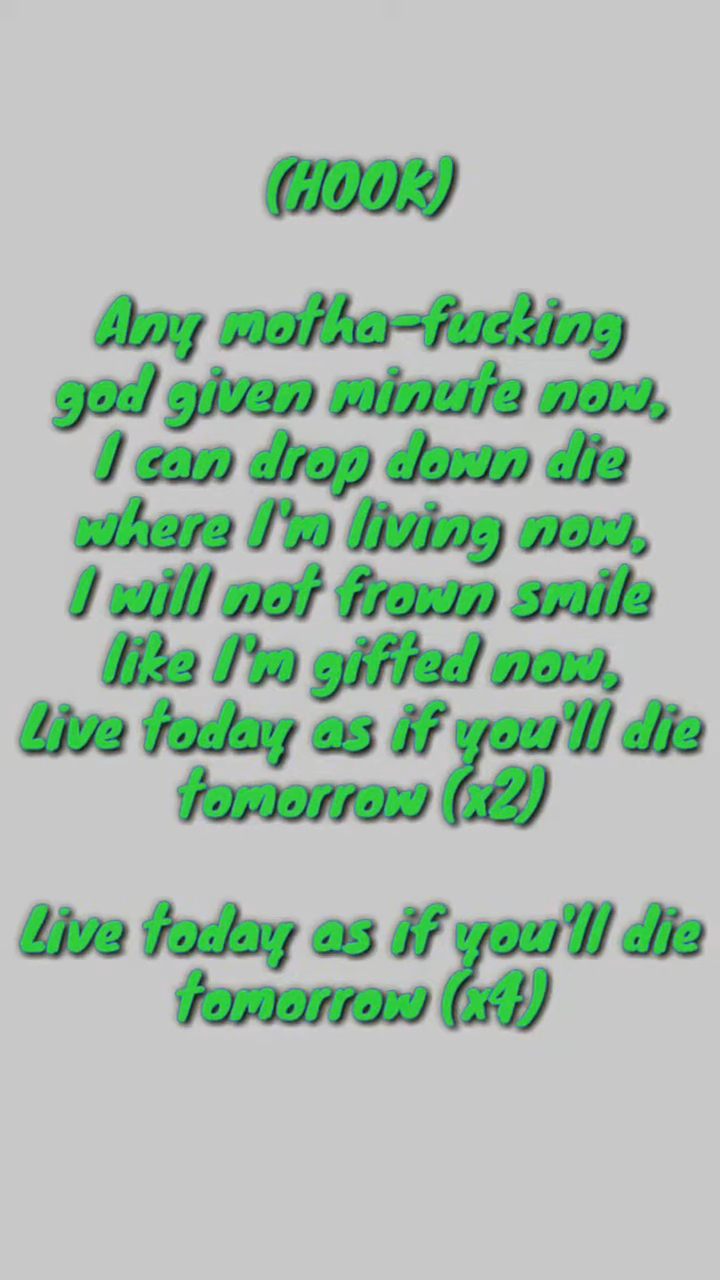 (HOOK)
Any motha-fucking
god given minute now,
I can drop down die
where I'm living now,
I will not frown smile
like I'm gifted now,
Live today as if you'll die
tomorrow (x2)
Live today as if you'll die
tomorrow (x4)